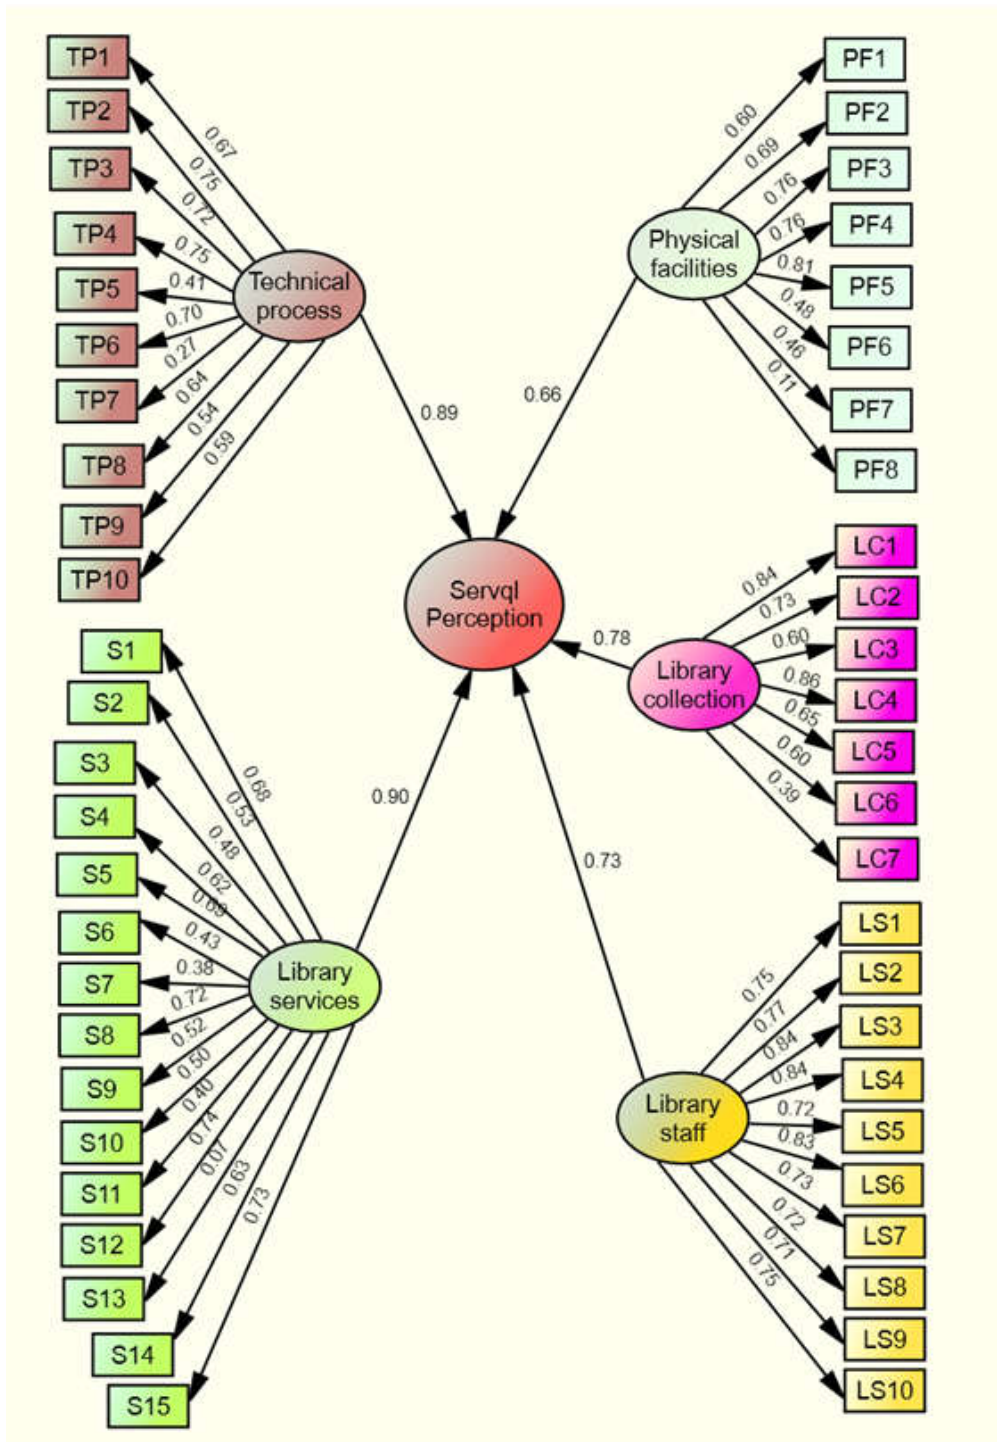 TP1
TP2
TP3
TP4
TP5
TP6
TP7
TP8
TP9
TP10
0.67
0.75
0.72
0.75
0.41
0.70
0.27
0.64
0.54
0.59
Technical
process
0.89
PF1
PF2
PF3
PF4
PF5
PF6
PF7
PF8
0.60
0.69
0.76
0.76
0.81
0.48
0.46
0.11
Physical
facilities
0.66
Servql
Perception
LC1
LC2
LC3
LC4
LC5
LC6
LC7
0.84
0.73
0.60
0.86
0.65
0.60
0.39
Library
collection
0.78
S1
S2
S3
S4
S5
S6
S7
S8
S9
S10
S11
S12
S13
S14
S15
0.68
0.53
0.48
0.62
0.69
0.43
0.38
0.72
0.52
0.50
0.40
0.74
0.07
0.63
0.73
Library
services
0.90
LS1
LS2
LS3
LS4
LS5
LS6
LS7
LS8
LS9
LS10
0.75
0.77
0.84
0.84
0.72
0.83
0.73
0.72
0.71
0.75
Library
staff
0.73